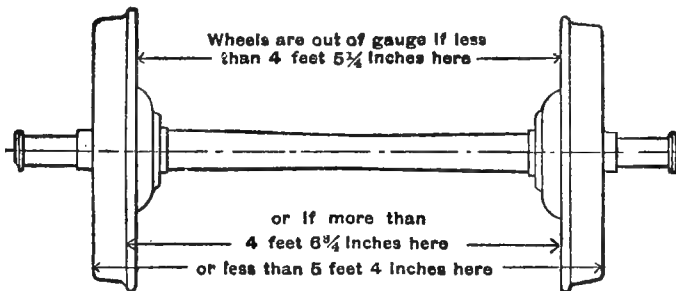 Wheels are out of gauge if less
than 4 feet 5¼ inches here
or if more than
4 feet 6¾ inches here
or less than 5 feet 4 inches here